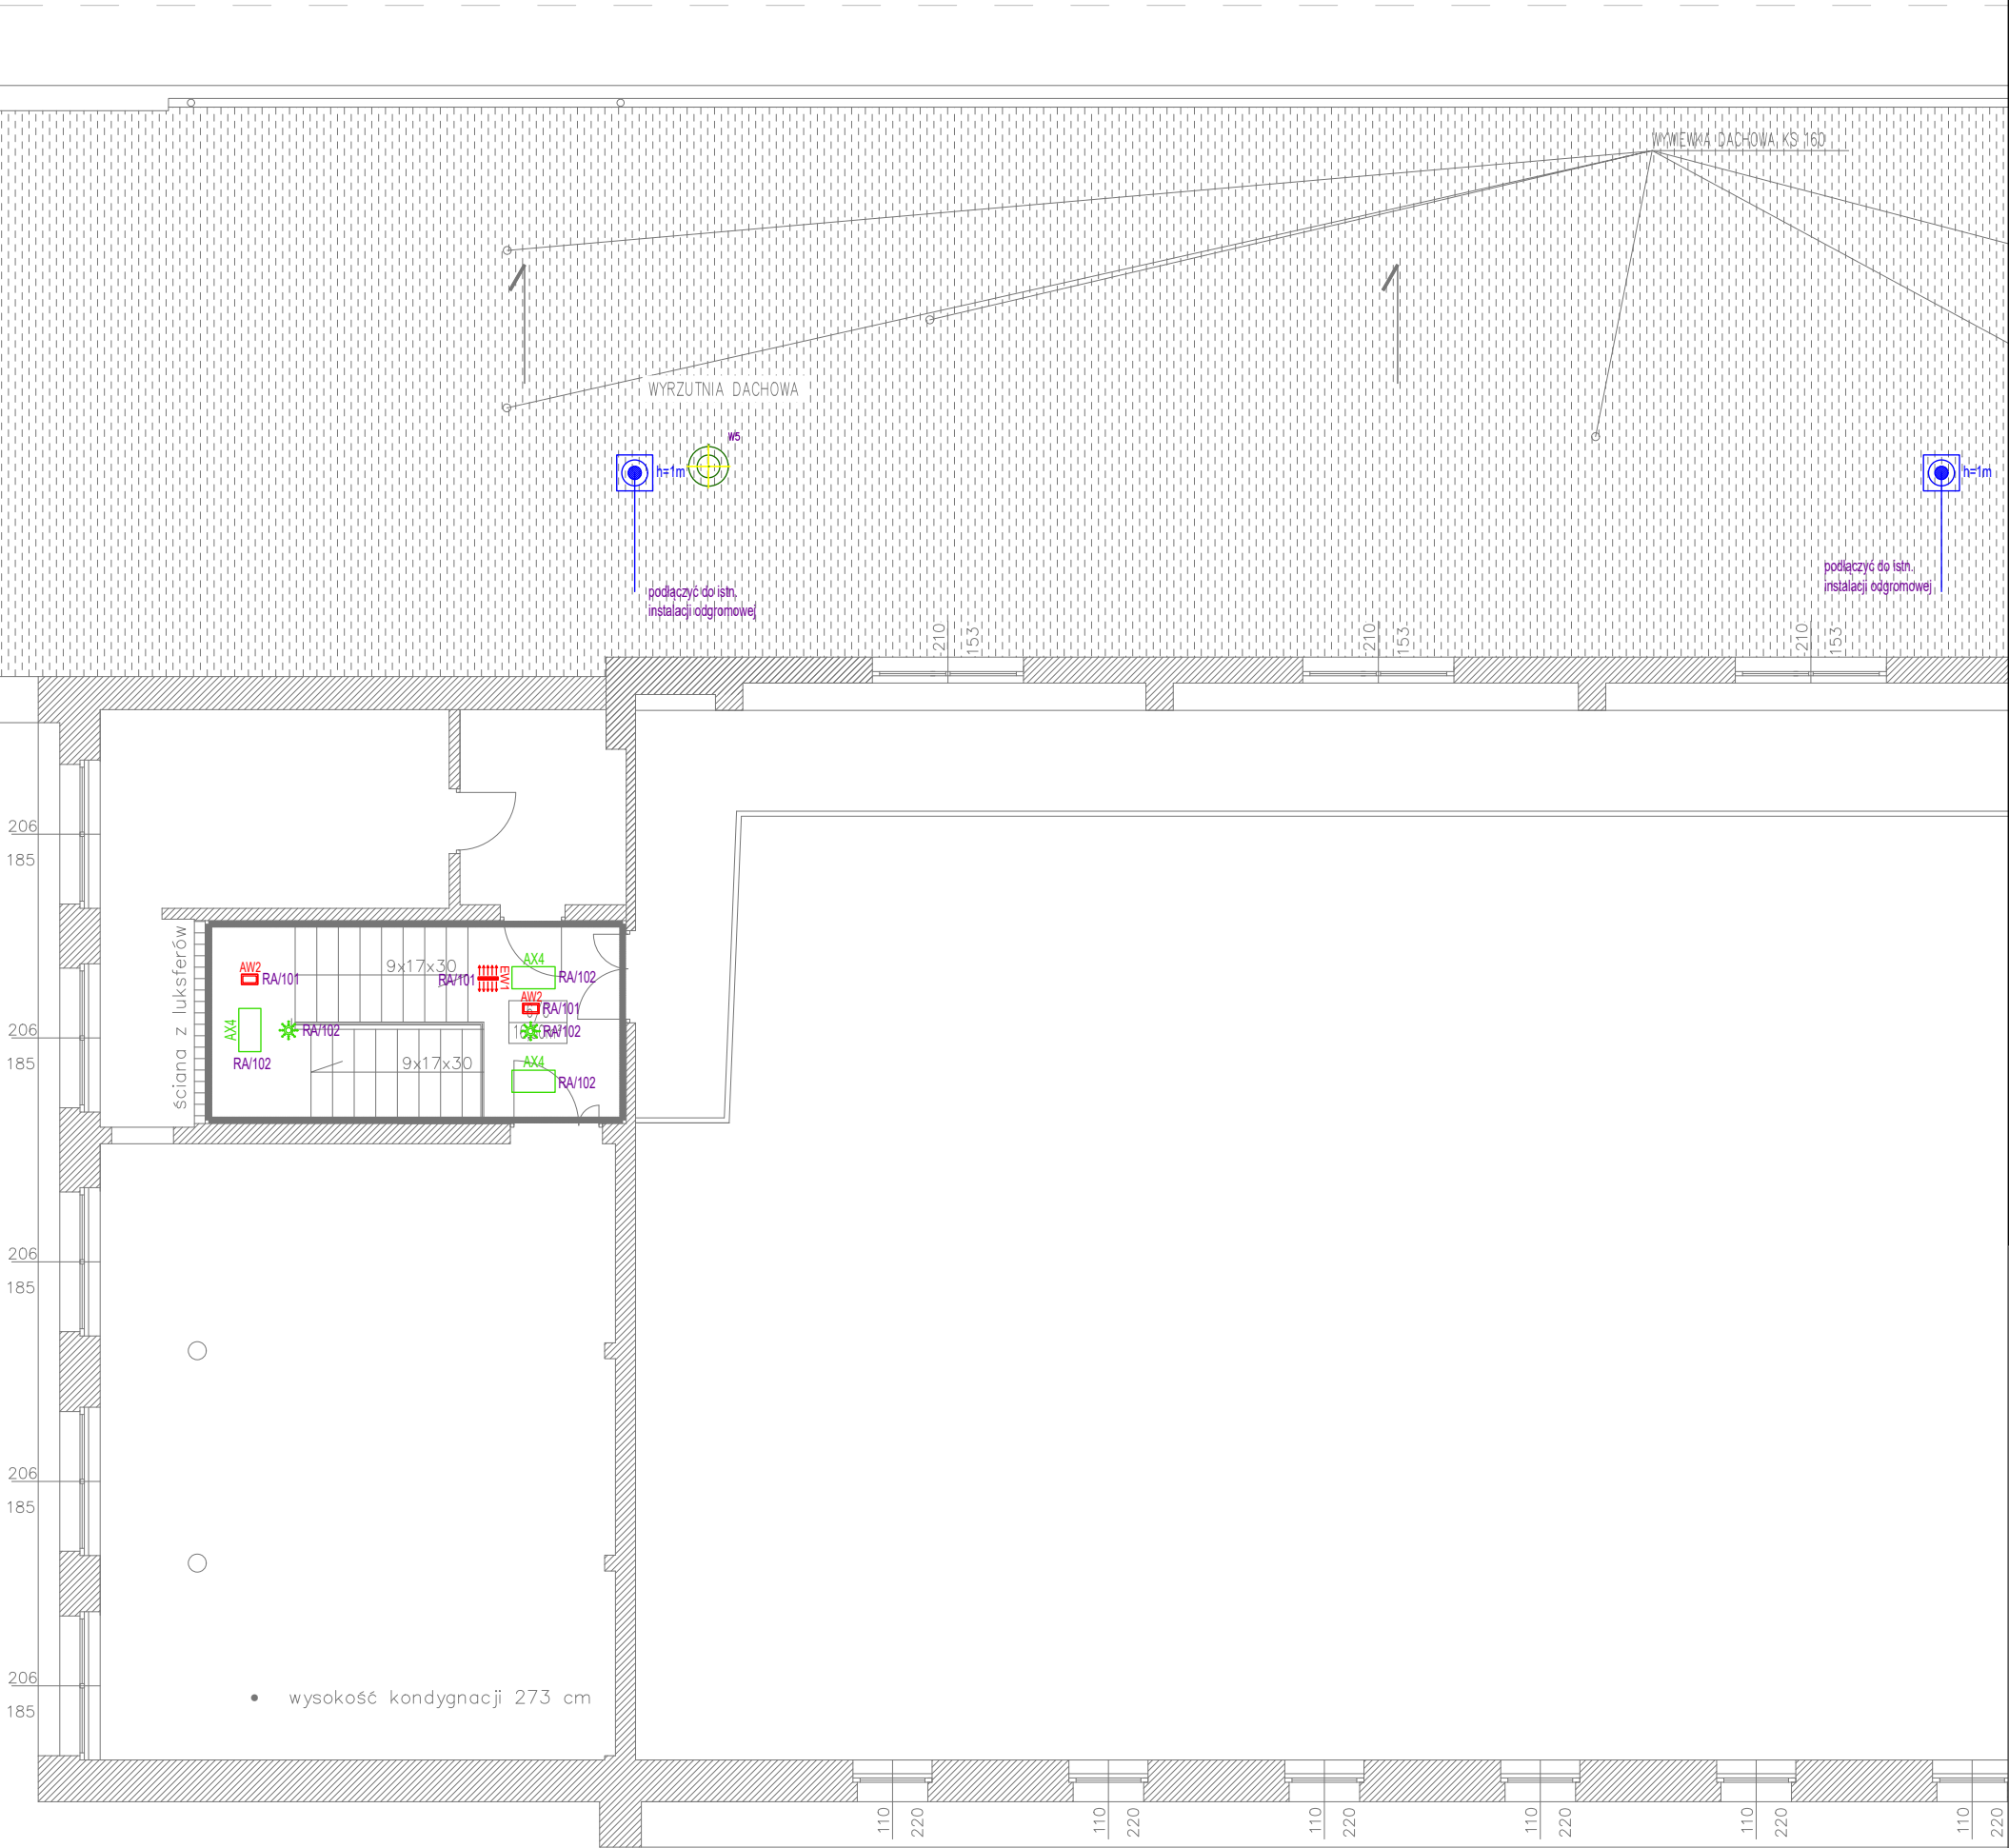 WYWIEWKA DACHOWA KS 160
WYRZUTNIA DACHOWA
W5
h=1m
h=1m
podłączyć do istn.
instalacji odgromowej
podłączyć do istn.
instalacji odgromowej
210
153
210
153
210
153
206
185
206
185
206
185
206
185
206
185
ściana z luksferów
AW2
RA/101
9x17x30
RA/101
EW1
AX4
RA/102
AW2
RA/101
AX4
RA/102
RA/102
RA/102
9x17x30
AX4
RA/102
wysokość kondygnacji 273 cm
110
220
110
220
110
220
110
220
110
220
110
220